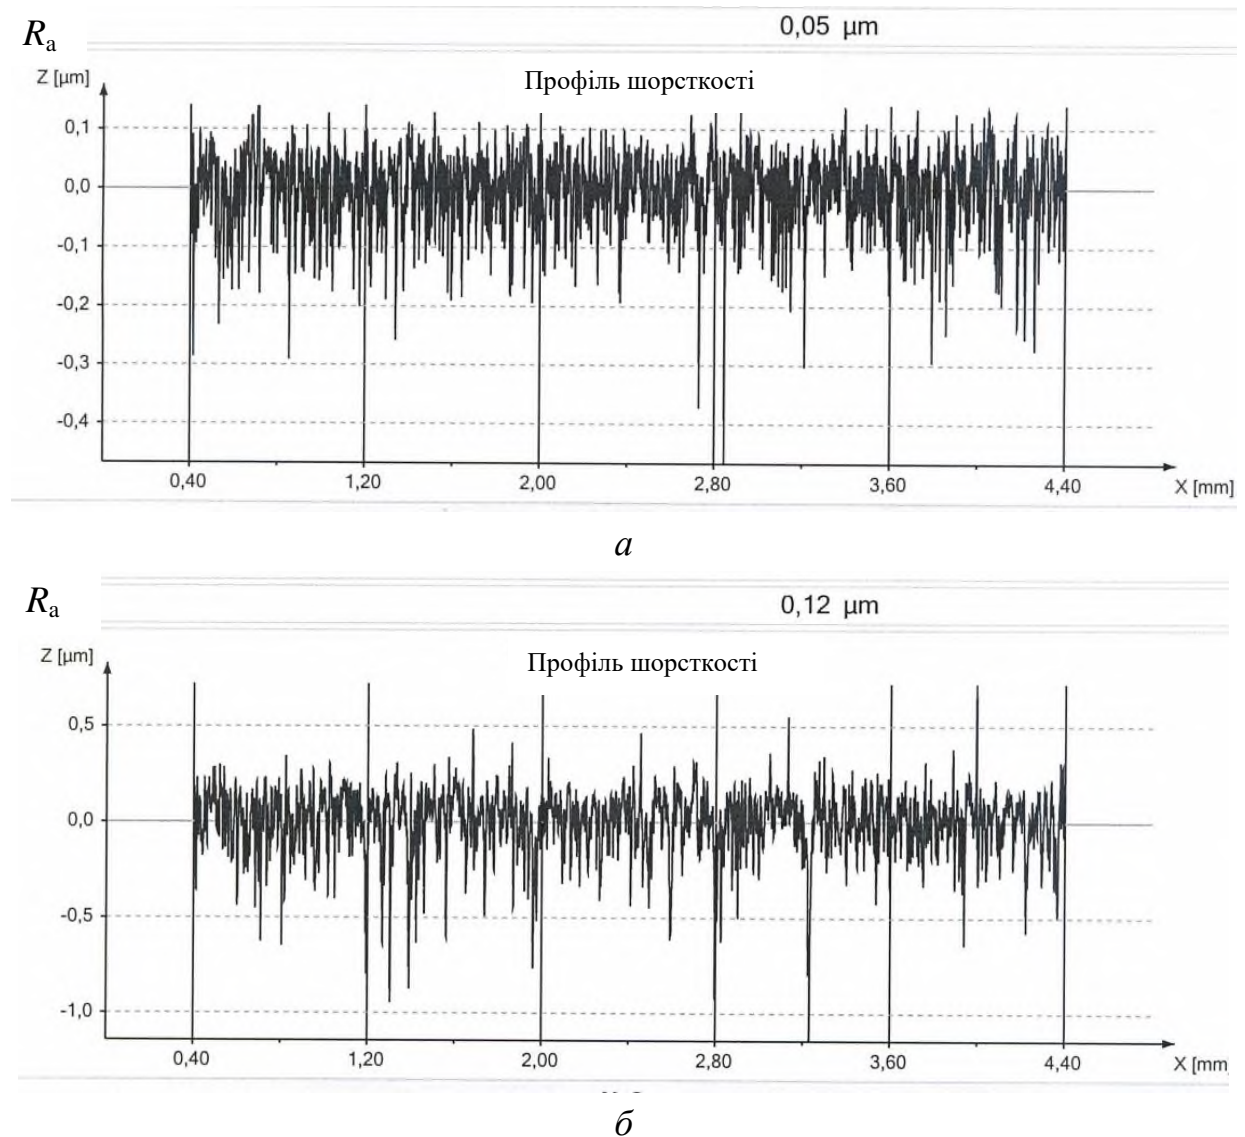 Ra 0,05 µm
Z [µm]
Профіль шорсткості
0,1
0,0
-0,1
-0,2
-0,3
-0,4
0,40 1,20 2,00 2,80 3,60 4,40 X [mm]
а
Ra 0,12 µm
Z [µm]
Профіль шорсткості
0,5
0,0
-0,5
-1,0
0,40 1,20 2,00 2,80 3,60 4,40 X [mm
б